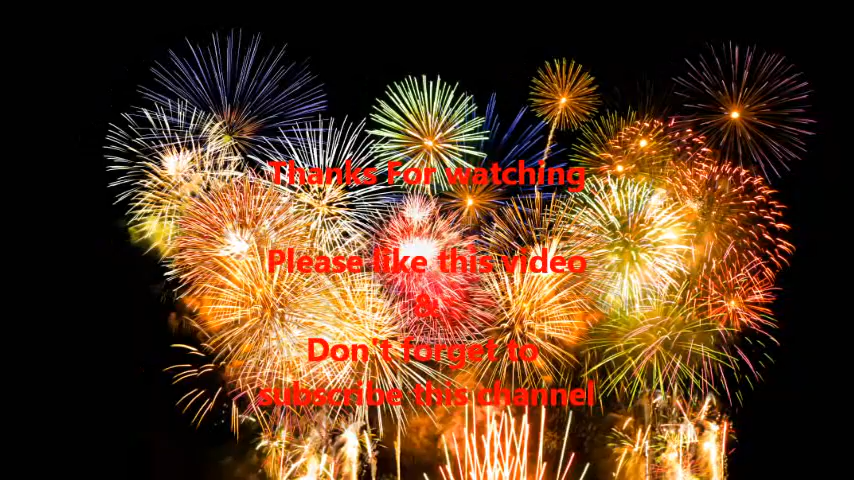 Thanks For watching
Please like this video
&
Don't forget to
subscribe this channel